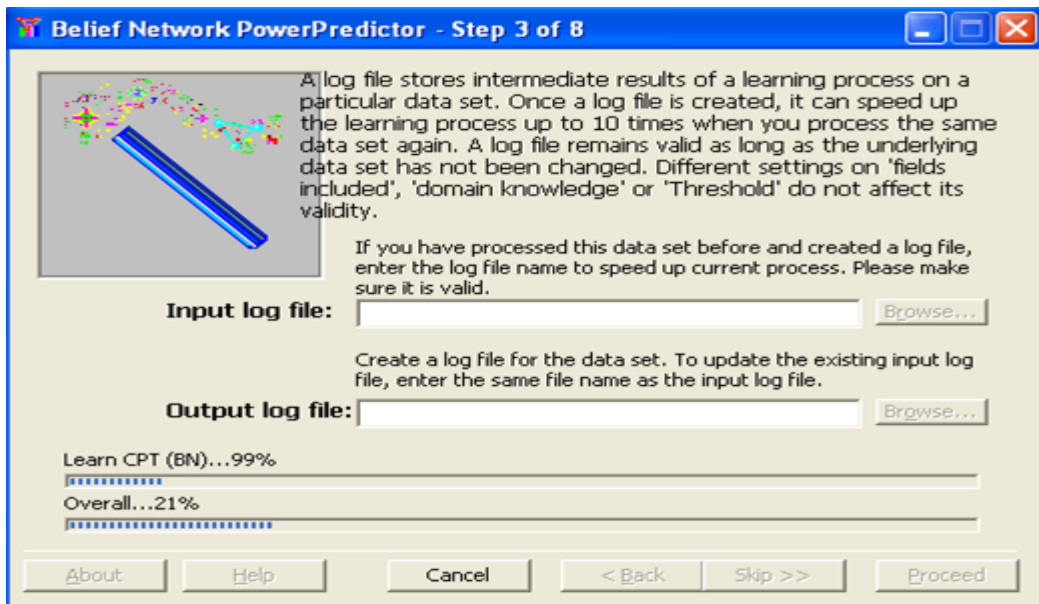 Belief Network PowerPredictor - Step 3 of 8
A log file stores intermediate results of a learning process on a
particular data set. Once a log file is created, it can speed up
the learning process up to 10 times when you process the same
data set again. A log file remains valid as long as the underlying
data set has not been changed. Different settings on 'fields
included', 'domain knowledge' or 'Threshold' do not affect its
validity.
If you have processed this data set before and created a log file,
enter the log file name to speed up current process. Please make
sure it is valid.
Input log file:
Browse...
Create a log file for the data set. To update the existing input log
file, enter the same file name as the input log file.
Output log file:
Browse...
Learn CPT (BN)...99%
Overall...21%
About
Help
Cancel
< Back
Skip >>
Proceed